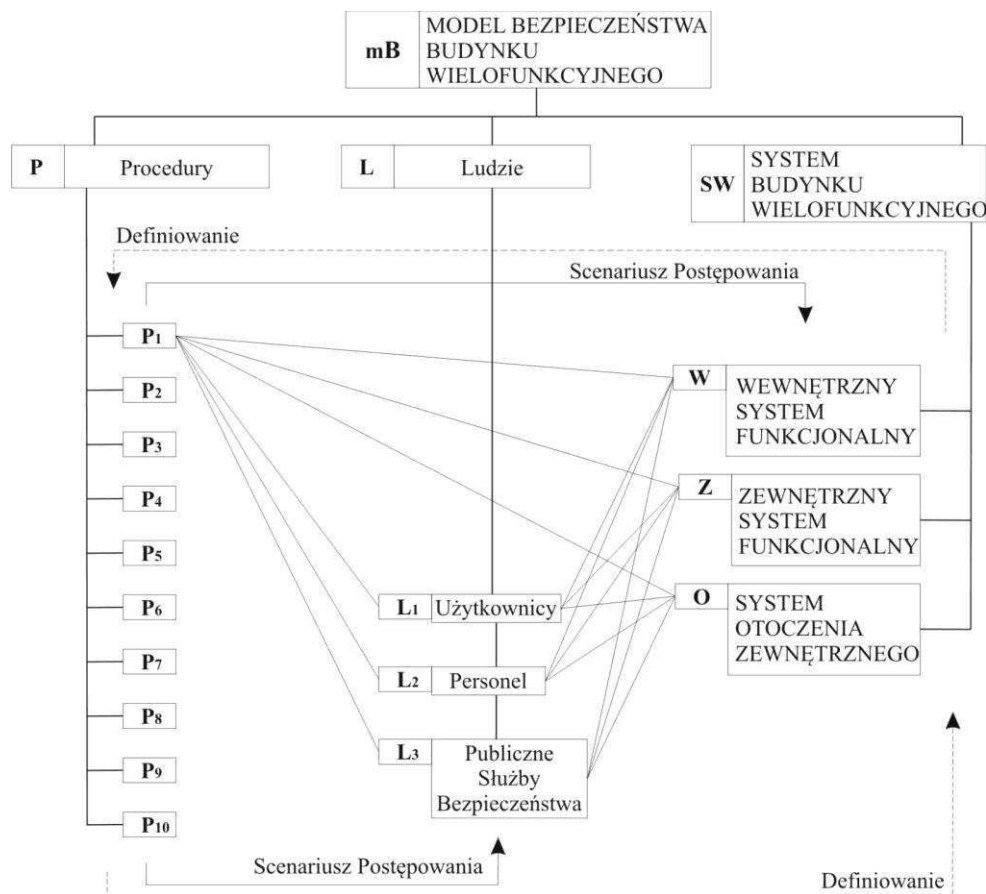 mB
MODEL BEZPIECZEŃSTWA
BUDYNKU
WIELOFUNKCYJNEGO
P
Procedury
L
Ludzie
SW
SYSTEM
BUDYNKU
WIELOFUNKCYJNEGO
Definiowanie
Scenariusz Postępowania
P1
P2
P3
P4
P5
P6
P7
P8
P9
P10
W
WEWNĘTRZNY
SYSTEM
FUNKCJONALNY
Z
ZEWNĘTRZNY
SYSTEM
FUNKCJONALNY
O
SYSTEM
OTOCZENIA
ZEWNĘTRZNEGO
L1
Użytkownicy
L2
Personel
L3
Publiczne
Służby
Bezpieczeństwa
Scenariusz Postępowania
Definiowanie